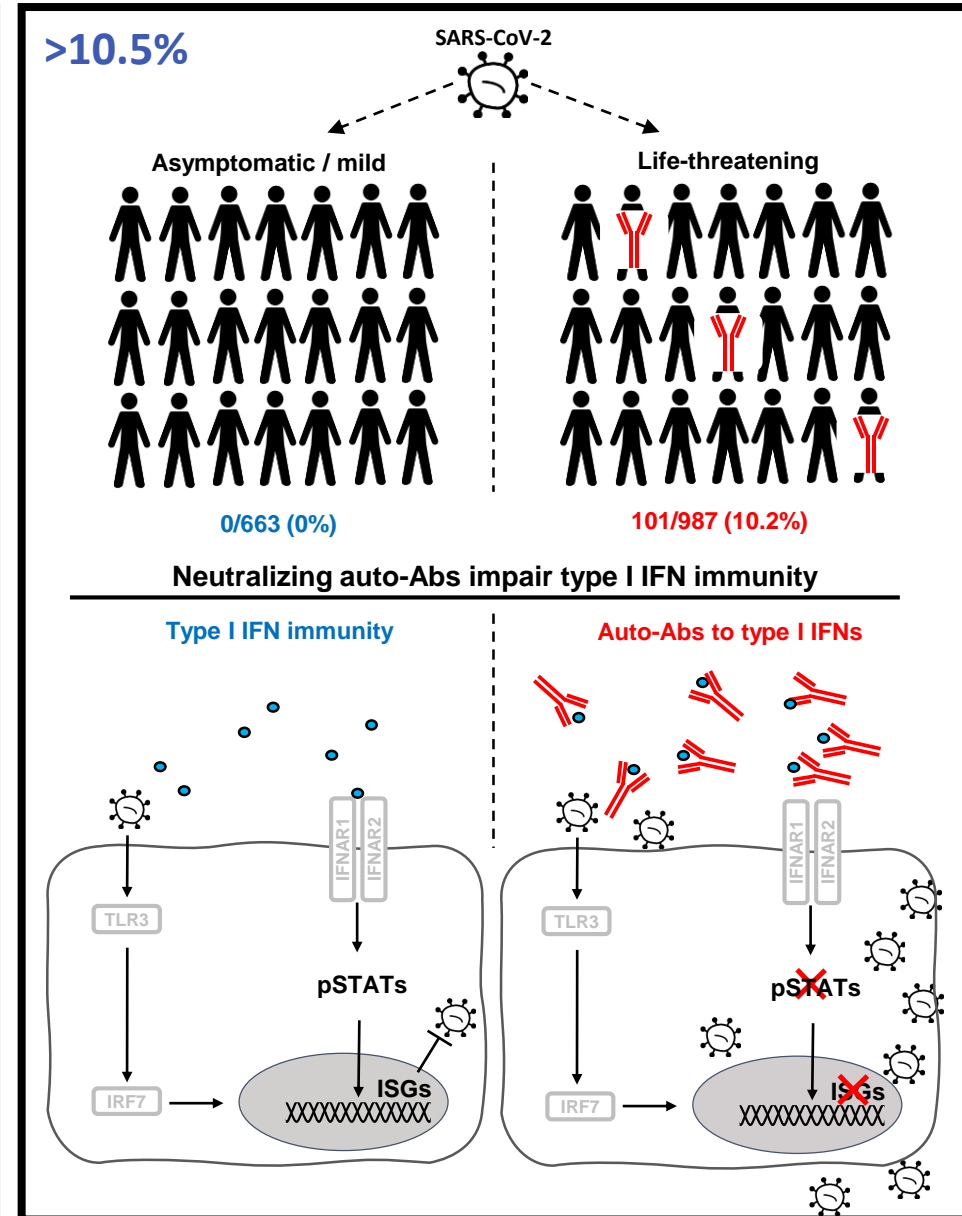 >10.5%
SARS-CoV-2
Asymptomatic / mild
Life-threatening
0/663 (0%)
101/987 (10.2%)
Neutralizing auto-Abs impair type I IFN immunity
Type I IFN immunity
Auto-Abs to type I IFNs
IFNAR1
IFNAR2
TLR3
pSTATs
ISGs
IRF7
IFNAR1
IFNAR2
TLR3
pSTATs
ISGs
IRF7